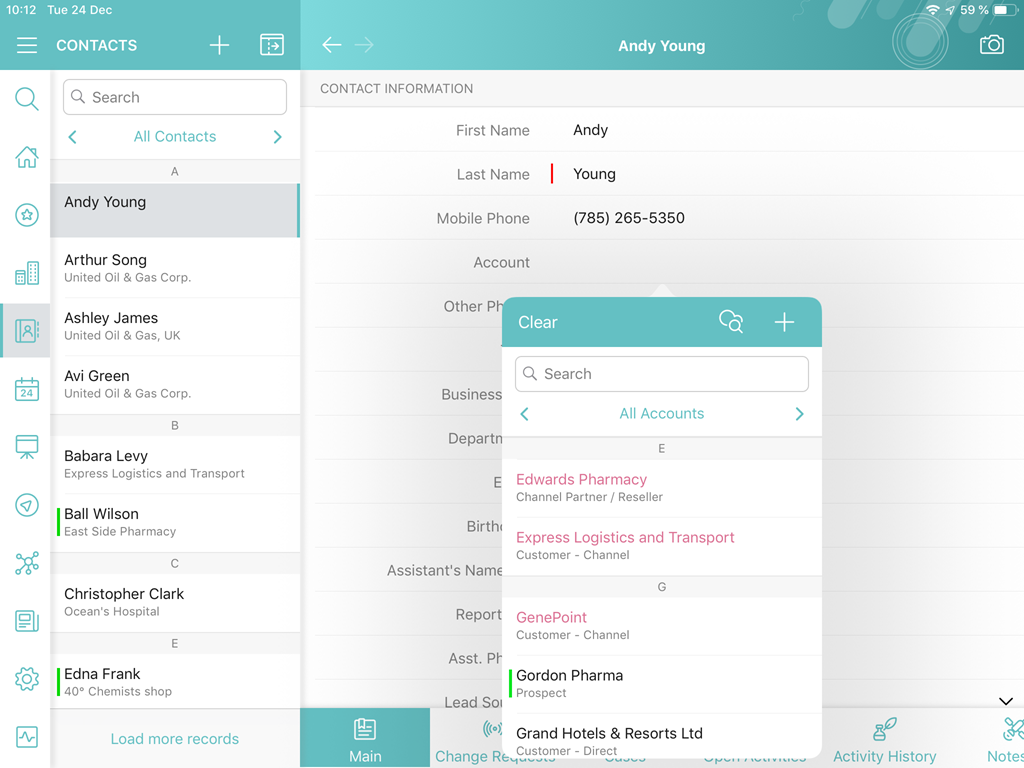 10:12 Tue 24 Dec
59 %
CONTACTS
Andy Young
Search
All Contacts
A
Andy Young
Arthur Song
United Oil & Gas Corp.
Ashley James
United Oil & Gas, UK
Avi Green
United Oil & Gas Corp.
B
Babara Levy
Express Logistics and Transport
Ball Wilson
East Side Pharmacy
C
Christopher Clark
Ocean's Hospital
E
Edna Frank
40° Chemists shop
Load more records
24
CONTACT INFORMATION
First Name Andy
Last Name Young
Mobile Phone (785) 265-5350
Account
Other Ph
Business
Departm
E
Birth
Assistant's Name
Report
Asst. Ph
Lead Sou
Clear
Search
All Accounts
E
Edwards Pharmacy
Channel Partner / Reseller
Express Logistics and Transport
Customer - Channel
G
GenePoint
Customer - Channel
Gordon Pharma
Prospect
Grand Hotels & Resorts Ltd
Customer - Direct
Main
Change Requests
Cases
Open Activities
Activity History
Notes